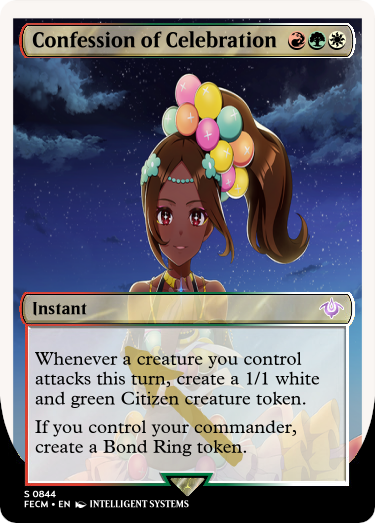 Confession of Celebration
Instant
Whenever a creature you control
attacks this turn, create a 1/1 white
and green Citizen creature token.
If you control your commander,
create a Bond Ring token.
S 0844
FECM • EN INTELLIGENT SYSTEMS